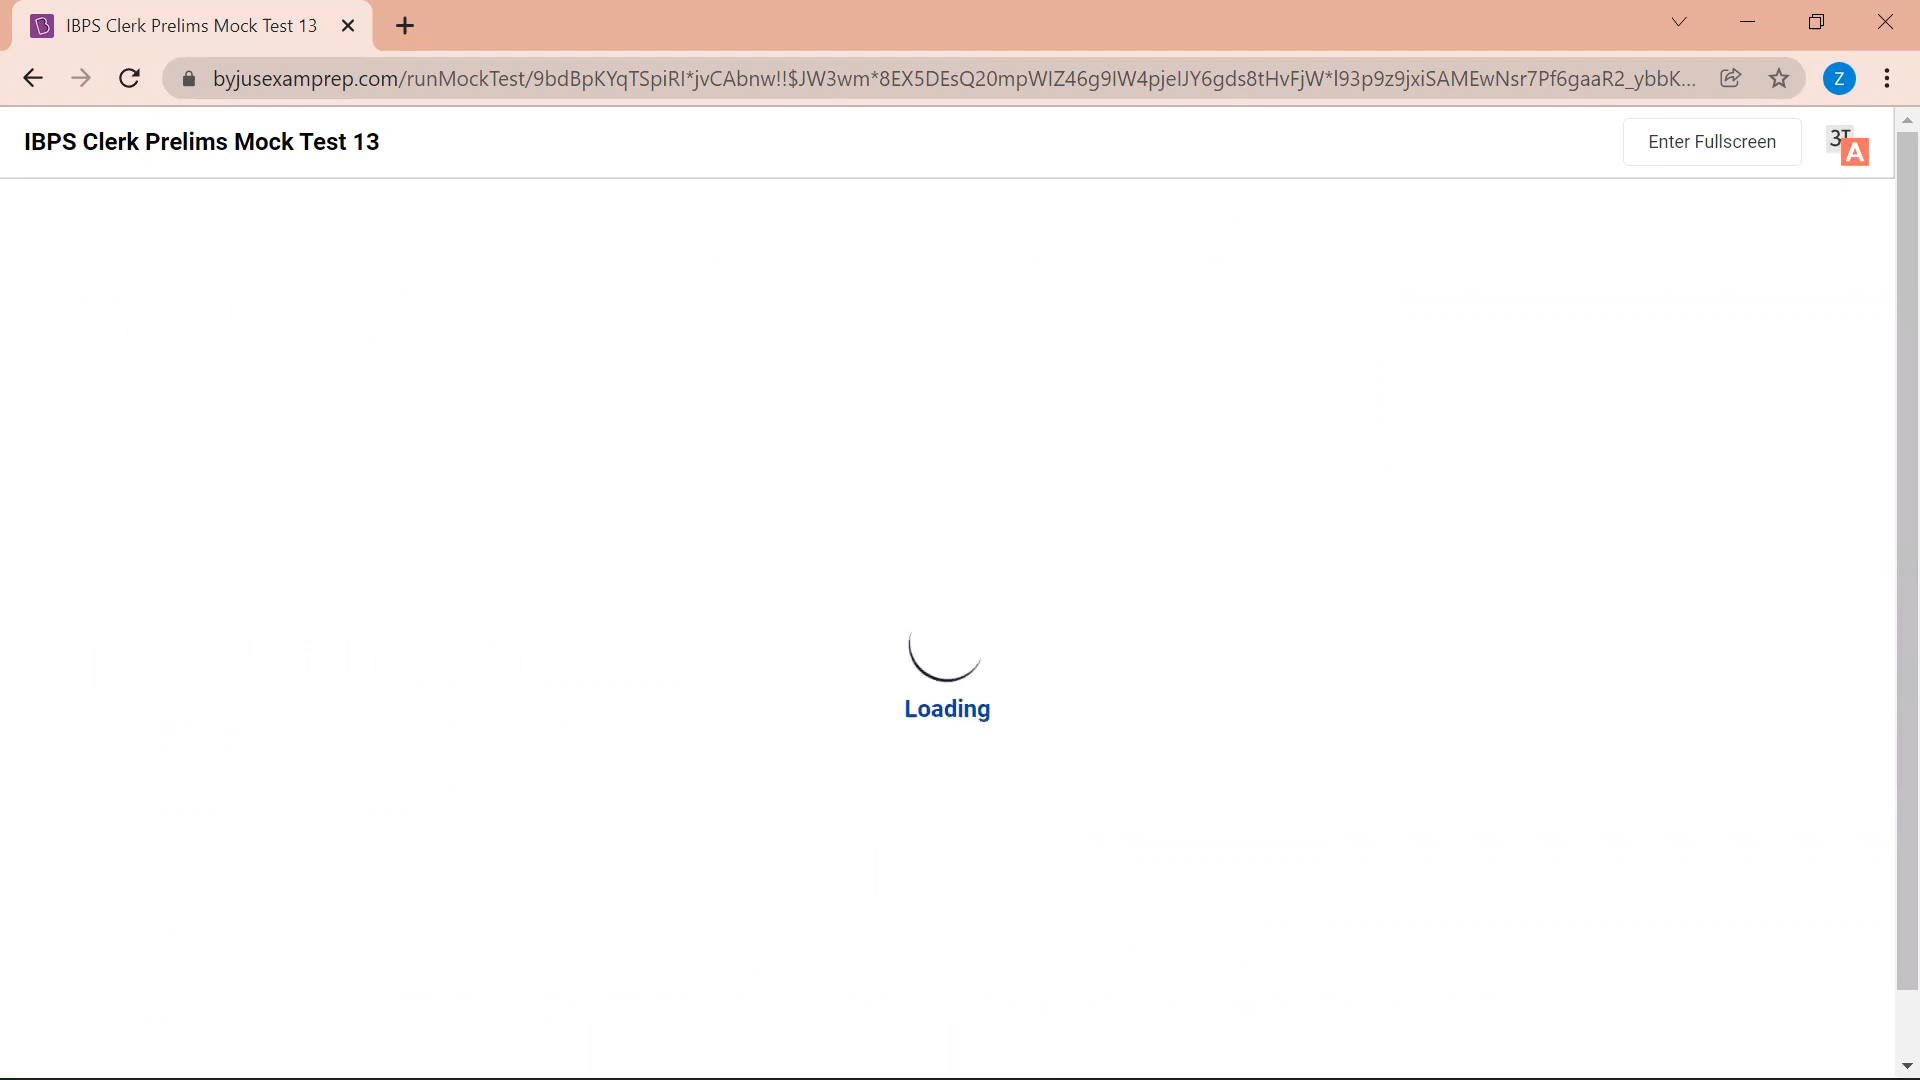 IBPS Clerk Prelims Mock Test 13
byjusexamprep.com/runMockTest/9bdBpKYqTSpiRI*jvCAbnw!!$JW3wm*8EX5DEsQ20mpWIZ46g9IW4pjeIJY6gds8tHvFjW*l93p9z9jxiSAMEwNsr7Pf6gaaR2_ybbK...
Z
IBPS Clerk Prelims Mock Test 13
Enter Fullscreen
A
Loading